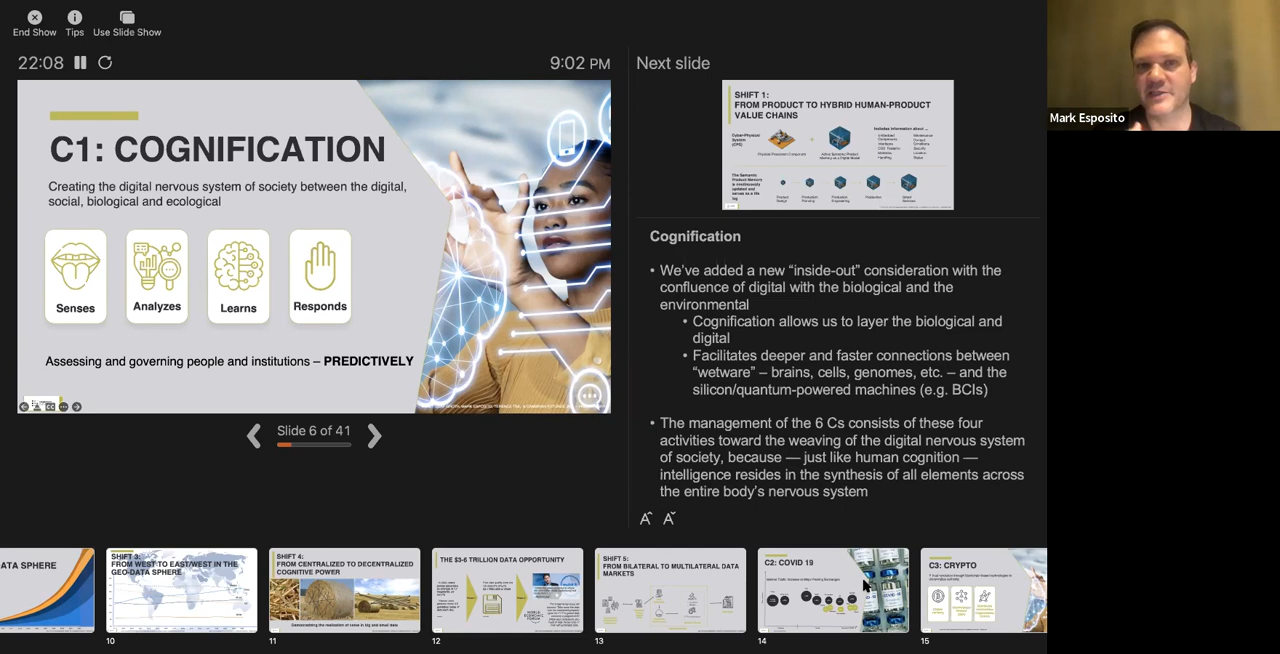 End Show
Tips
Use Slide Show
22:08
9:02 PM
C1: COGNIFICATION
Creating the digital nervous system of society between the digital,
social, biological and ecological
Senses
Analyzes
Learns
Responds
Assessing and governing people and institutions – PREDICTIVELY
Slide 6 of 41
Next slide
SHIFT 1:
FROM PRODUCT TO HYBRID HUMAN-PRODUCT
VALUE CHAINS
Cognification
• We’ve added a new “inside-out” consideration with the
confluence of digital with the biological and the
environmental
• Cognification allows us to layer the biological and
digital
• Facilitates deeper and faster connections between
“wetware” – brains, cells, genomes, etc. – and the
silicon/quantum-powered machines (e.g. BCIs)
• The management of the 6 Cs consists of these four
activities toward the weaving of the digital nervous system
of society, because — just like human cognition —
intelligence resides in the synthesis of all elements across
the entire body’s nervous system
Mark Esposito
ATA SPHERE
SHIFT 3:
FROM WEST TO EAST/WEST IN THE
GEO-DATA SPHERE
10
SHIFT 4:
FROM CENTRALIZED TO DECENTRALIZED
COGNITIVE POWER
11
THE $3-6 TRILLION DATA OPPORTUNITY
12
SHIFT 5:
FROM BILATERAL TO MULTILATERAL DATA
MARKETS
13
C2: COVID 19
14
C3: CRYPTO
15